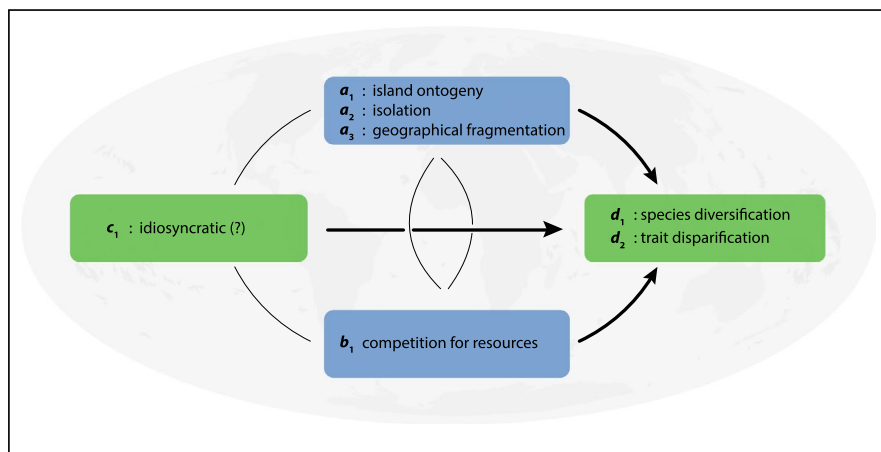 a₁ : island ontogeny
a₂ : isolation
a₃ : geographical fragmentation
c₁ : idiosyncratic (?)
d₁ : species diversification
d₂ : trait disparification
b₁ competition for resources